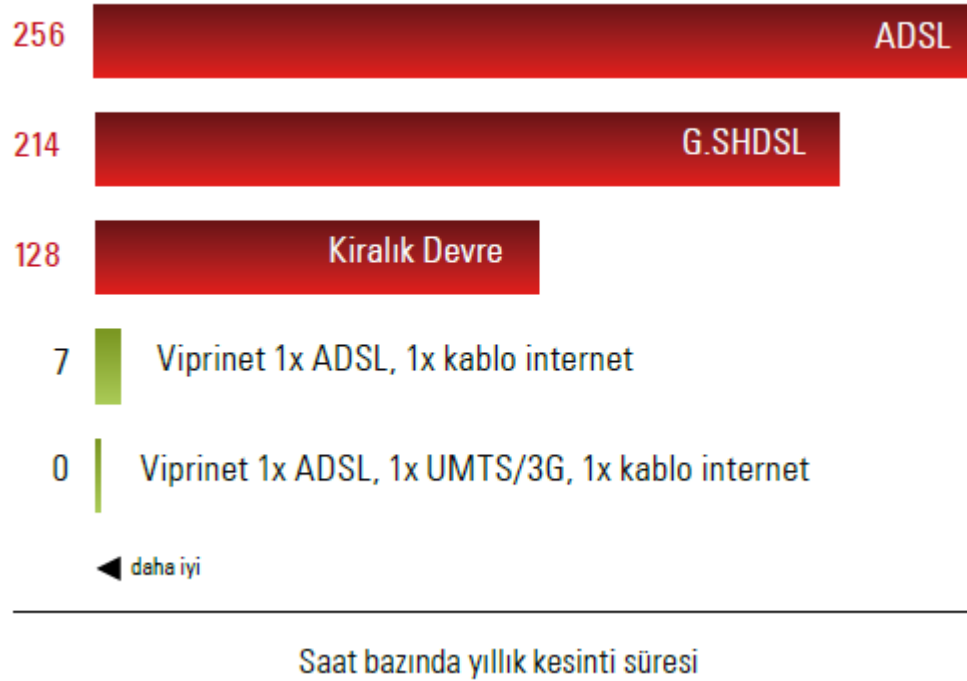 256 ADSL
214 G.SHDSL
128 Kiralık Devre
7 Viprinet 1x ADSL, 1x kablo internet
0 Viprinet 1x ADSL, 1x UMTS/3G, 1x kablo internet
◀ daha iyi
Saat bazında yıllık kesinti süresi